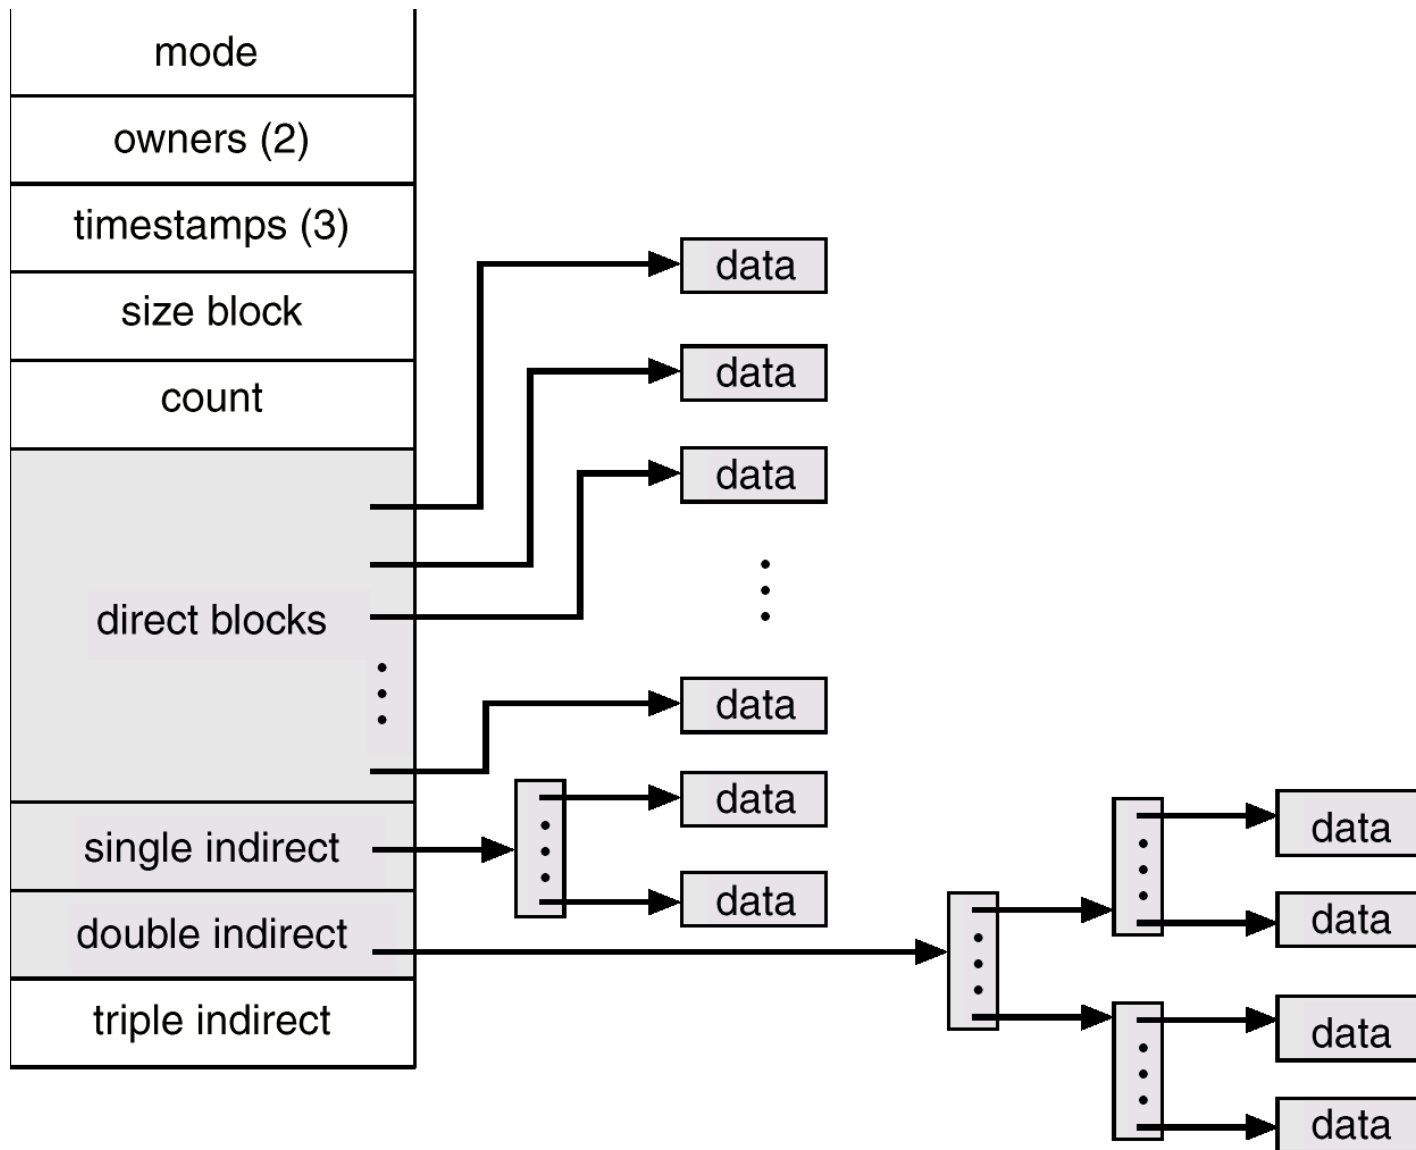 mode
owners (2)
timestamps (3)
size block
count
direct blocks
single indirect
double indirect
triple indirect
data
data
data
data
data
data
data
data
data
data